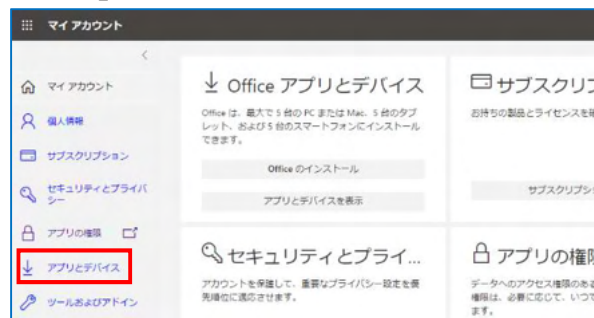 マイ アカウント
マイ アカウント
個人情報
サブスクリプション
セキュリティとプライバ
シー
アプリの権限
アプリとデバイス
ツールおよびアドイン
Office アプリとデバイス
Office は、最大で 5 台の PC または Mac、5 台のタブ
レット、および 5 台のスマートフォンにインストール
できます。
Office のインストール
アプリとデバイスを表示
サブスクリプ
お持ちの製品とライセンスを確
サブスクリプシ
セキュリティとプライ...
アカウントを保護して、重要なプライバシー設定を優
先順位に適応させます。
アプリの権限
データへのアクセス権限のある
権限は、必要に応じて、いつで
ます。